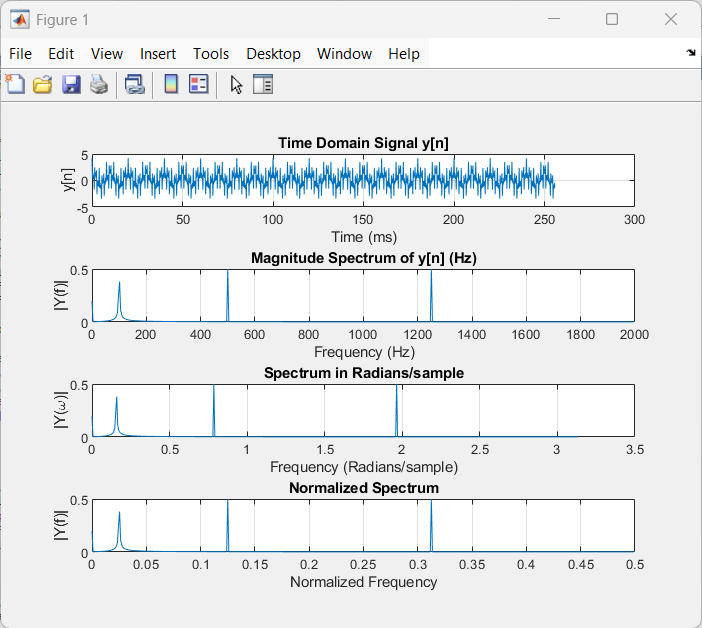 Figure 1
File Edit View Insert Tools Desktop Window Help
Time Domain Signal y[n]
y[n]
5
0
-5
0 50 100 150 200 250 300
Time (ms)
Magnitude Spectrum of y[n] (Hz)
|Y(f)|
0.5
0
0 200 400 600 800 1000 1200 1400 1600 1800 2000
Frequency (Hz)
Spectrum in Radians/sample
|Y(ω)|
0.5
0
0 0.5 1 1.5 2 2.5 3 3.5
Frequency (Radians/sample)
Normalized Spectrum
|Y(f)|
0.5
0
0 0.05 0.1 0.15 0.2 0.25 0.3 0.35 0.4 0.45 0.5
Normalized Frequency